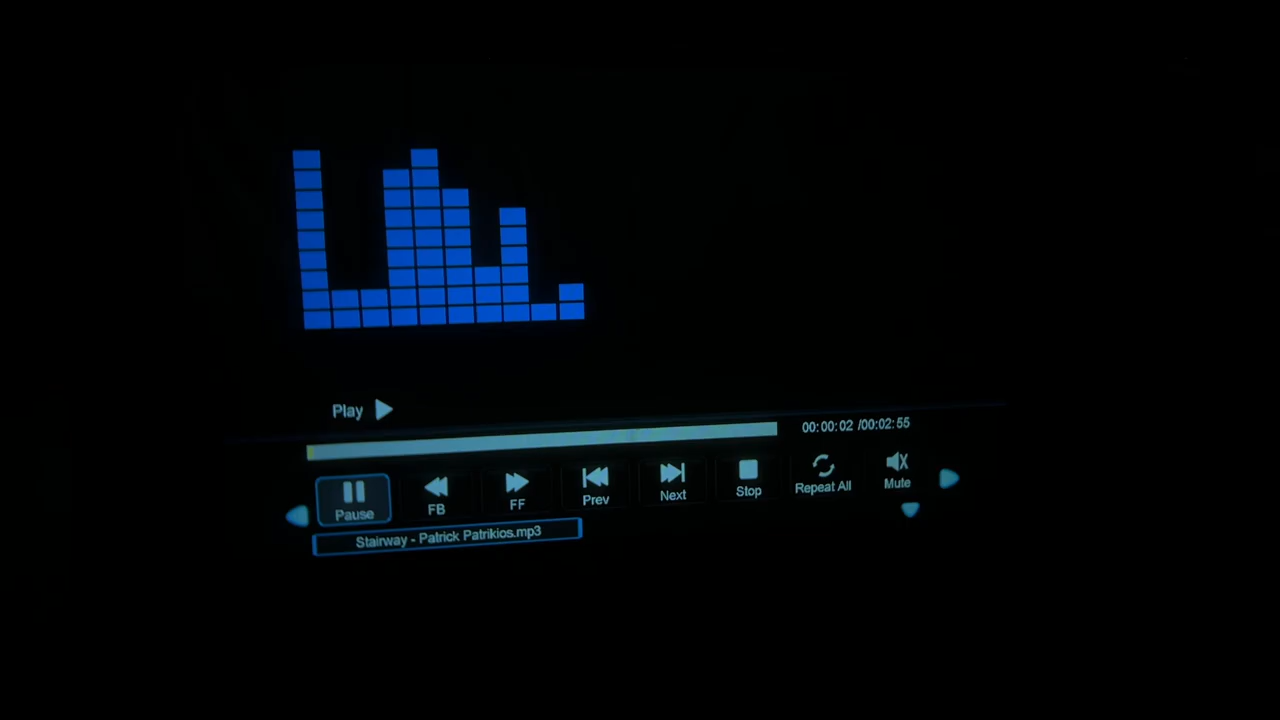 Play
00:00:02 /00:02:55
Pause FB FF Prev Next Stop Repeat All Mute
Stairway - Patrick Patrikios.mp3